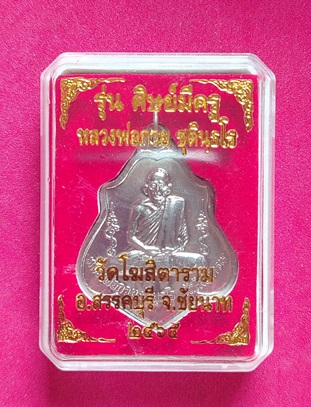 รุ่น ศิษย์มีครู
หลวงพ่อกวย ชุตินฺธโร
วัดโฆสิตาราม
อ.สรรคบุรี จ.ชัยนาท
๒๕๖๕